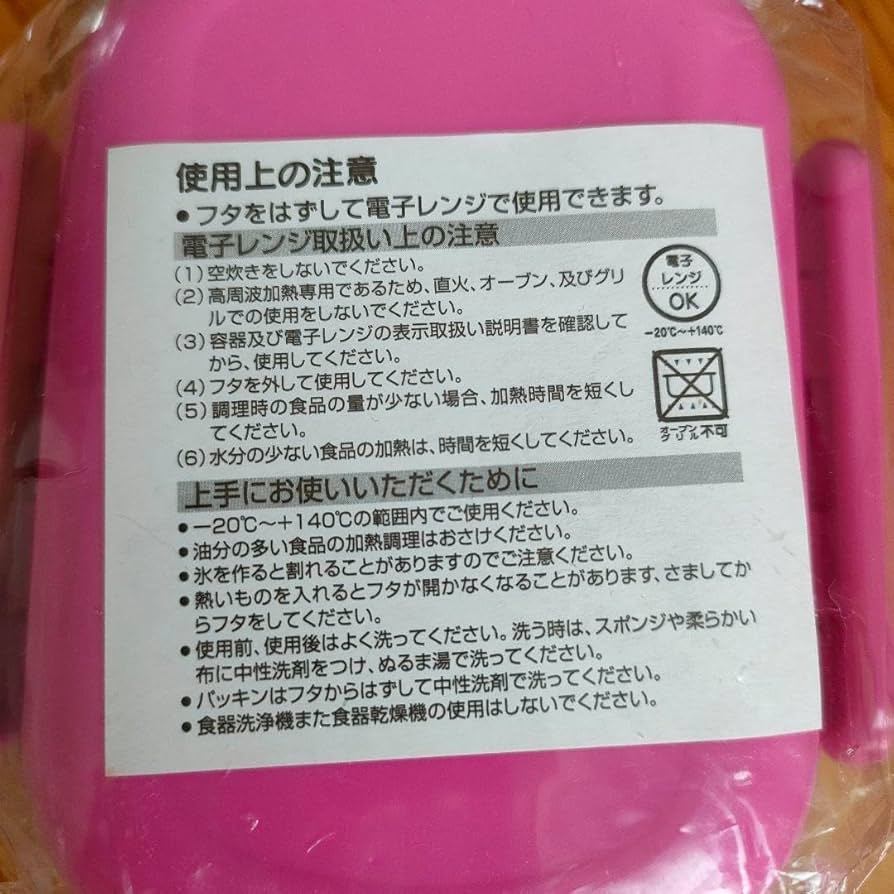 使用上の注意
●フタをはずして電子レンジで使用できます。
電子レンジ取扱い上の注意
(1)空炊きをしないでください。
(2)高周波加熱専用であるため、直火、オーブン、及びグリ
ルでの使用をしないでください。
(3)容器及び電子レンジの表示取扱い説明書を確認して
から、使用してください。
(4)フタを外して使用してください。
(5)調理時の食品の量が少ない場合、加熱時間を短くし
てください。
(6)水分の少ない食品の加熱は、時間を短くしてください。
電子
レンジ
OK
−20℃〜+140℃
オーブン
グリル不可
上手にお使いいただくために
●−20℃〜+140℃の範囲内でご使用ください。
●油分の多い食品の加熱調理はおさけください。
●氷を作ると割れることがありますのでご注意ください。
●熱いものを入れるとフタが開かなくなることがあります、さましてか
らフタをしてください。
●使用前、使用後はよく洗ってください。洗う時は、スポンジや柔らかい
布に中性洗剤をつけ、ぬるま湯で洗ってください。
●パッキンはフタからはずして中性洗剤で洗ってください。
●食器洗浄機また食器乾燥機の使用はしないでください。